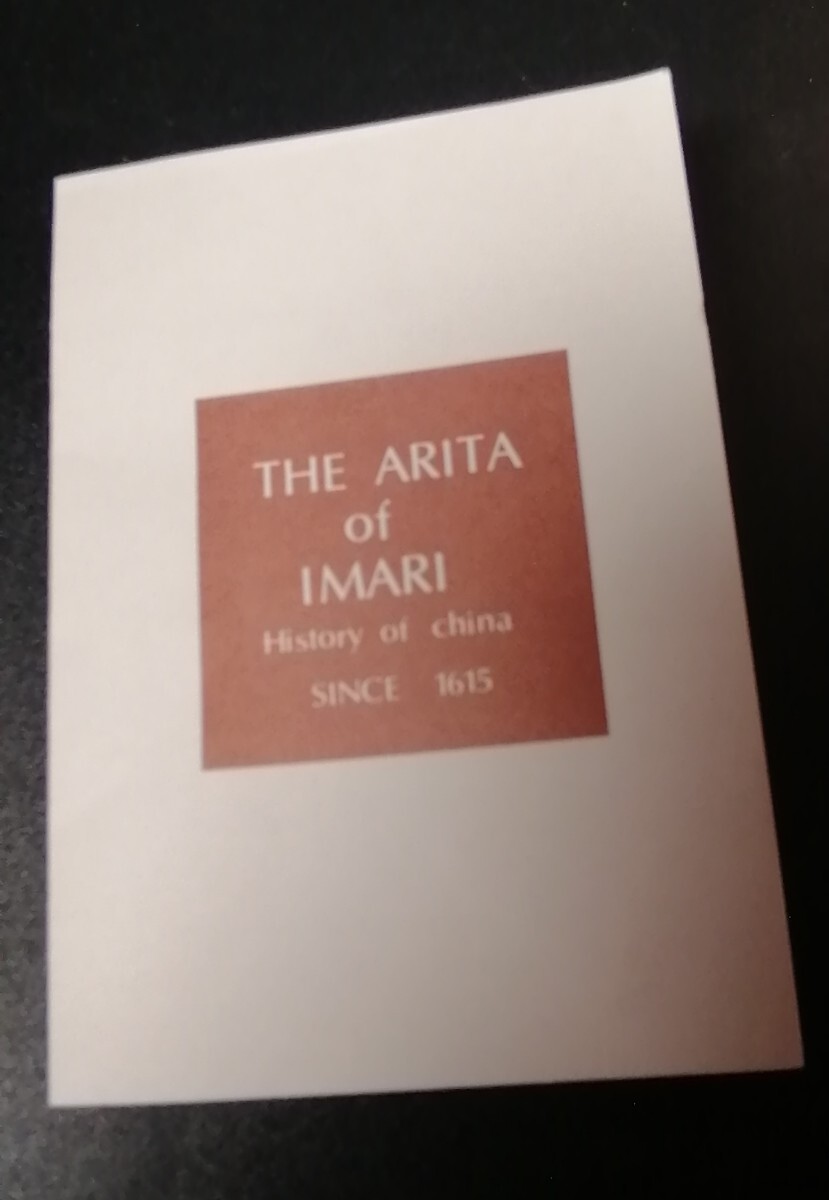 THE ARITA
of
IMARI
History of china
SINCE 1615